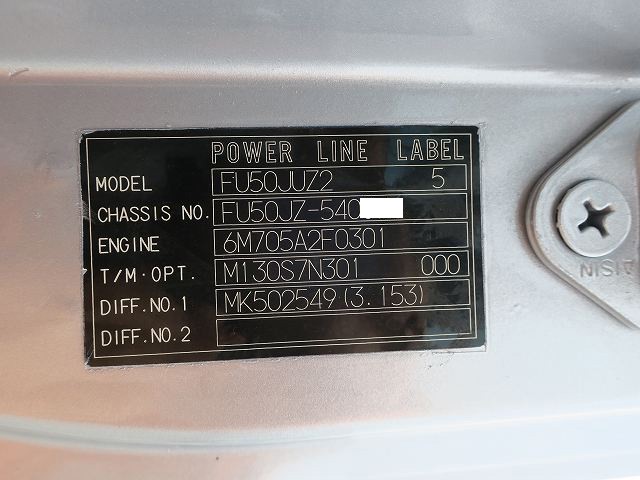 POWER LINE LABEL
MODEL FU50JUZ2 5
CHASSIS NO. FU50JZ-540
ENGINE 6M705A2F0301
T/M·OPT. M130S7N301 000
DIFF.NO.1 MK502549(3.153)
DIFF.NO.2
AISIN